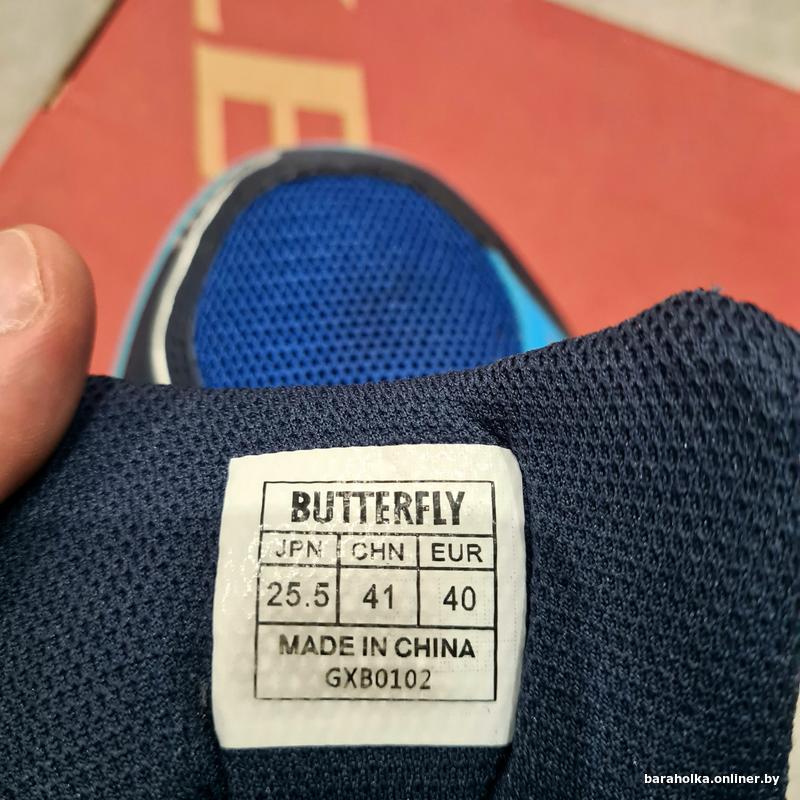 E
BUTTERFLY
JPN CHN EUR
25.5 41 40
MADE IN CHINA
GXB0102
baraholka.onliner.by